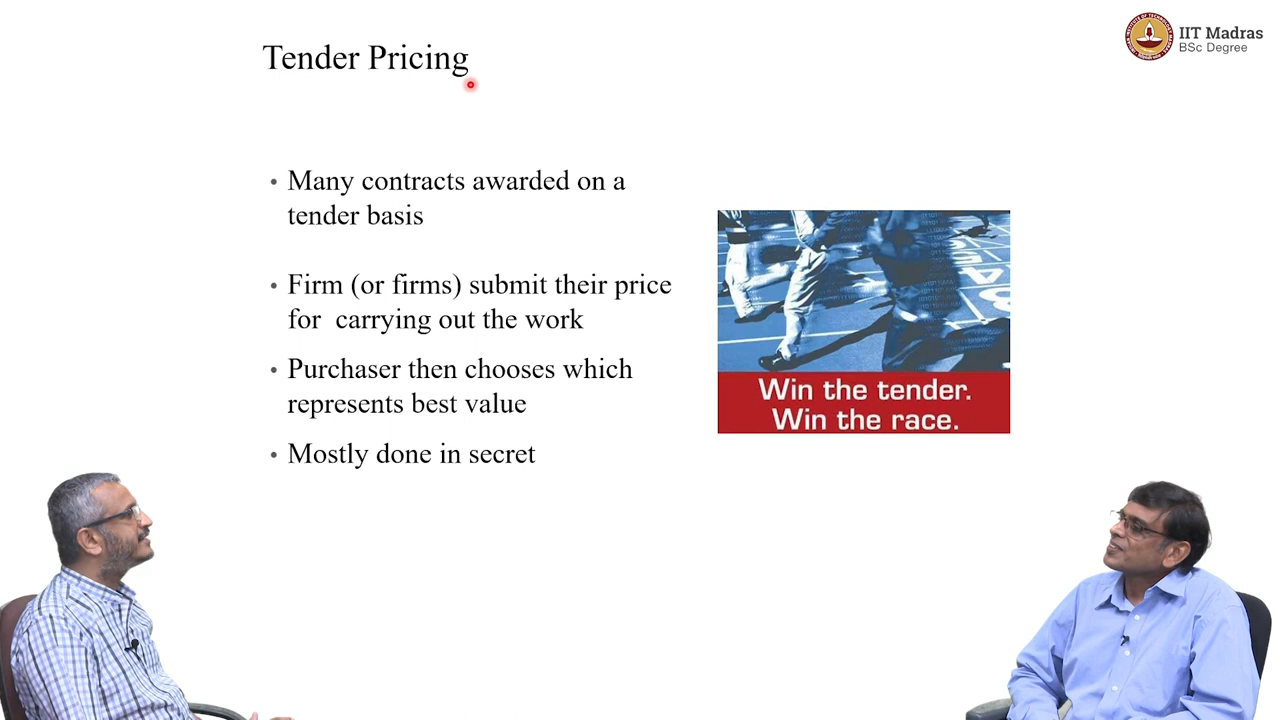 Tender Pricing
IIT Madras
BSc Degree
• Many contracts awarded on a
tender basis
• Firm (or firms) submit their price
for carrying out the work
• Purchaser then chooses which
represents best value
• Mostly done in secret
Win the tender.
Win the race.